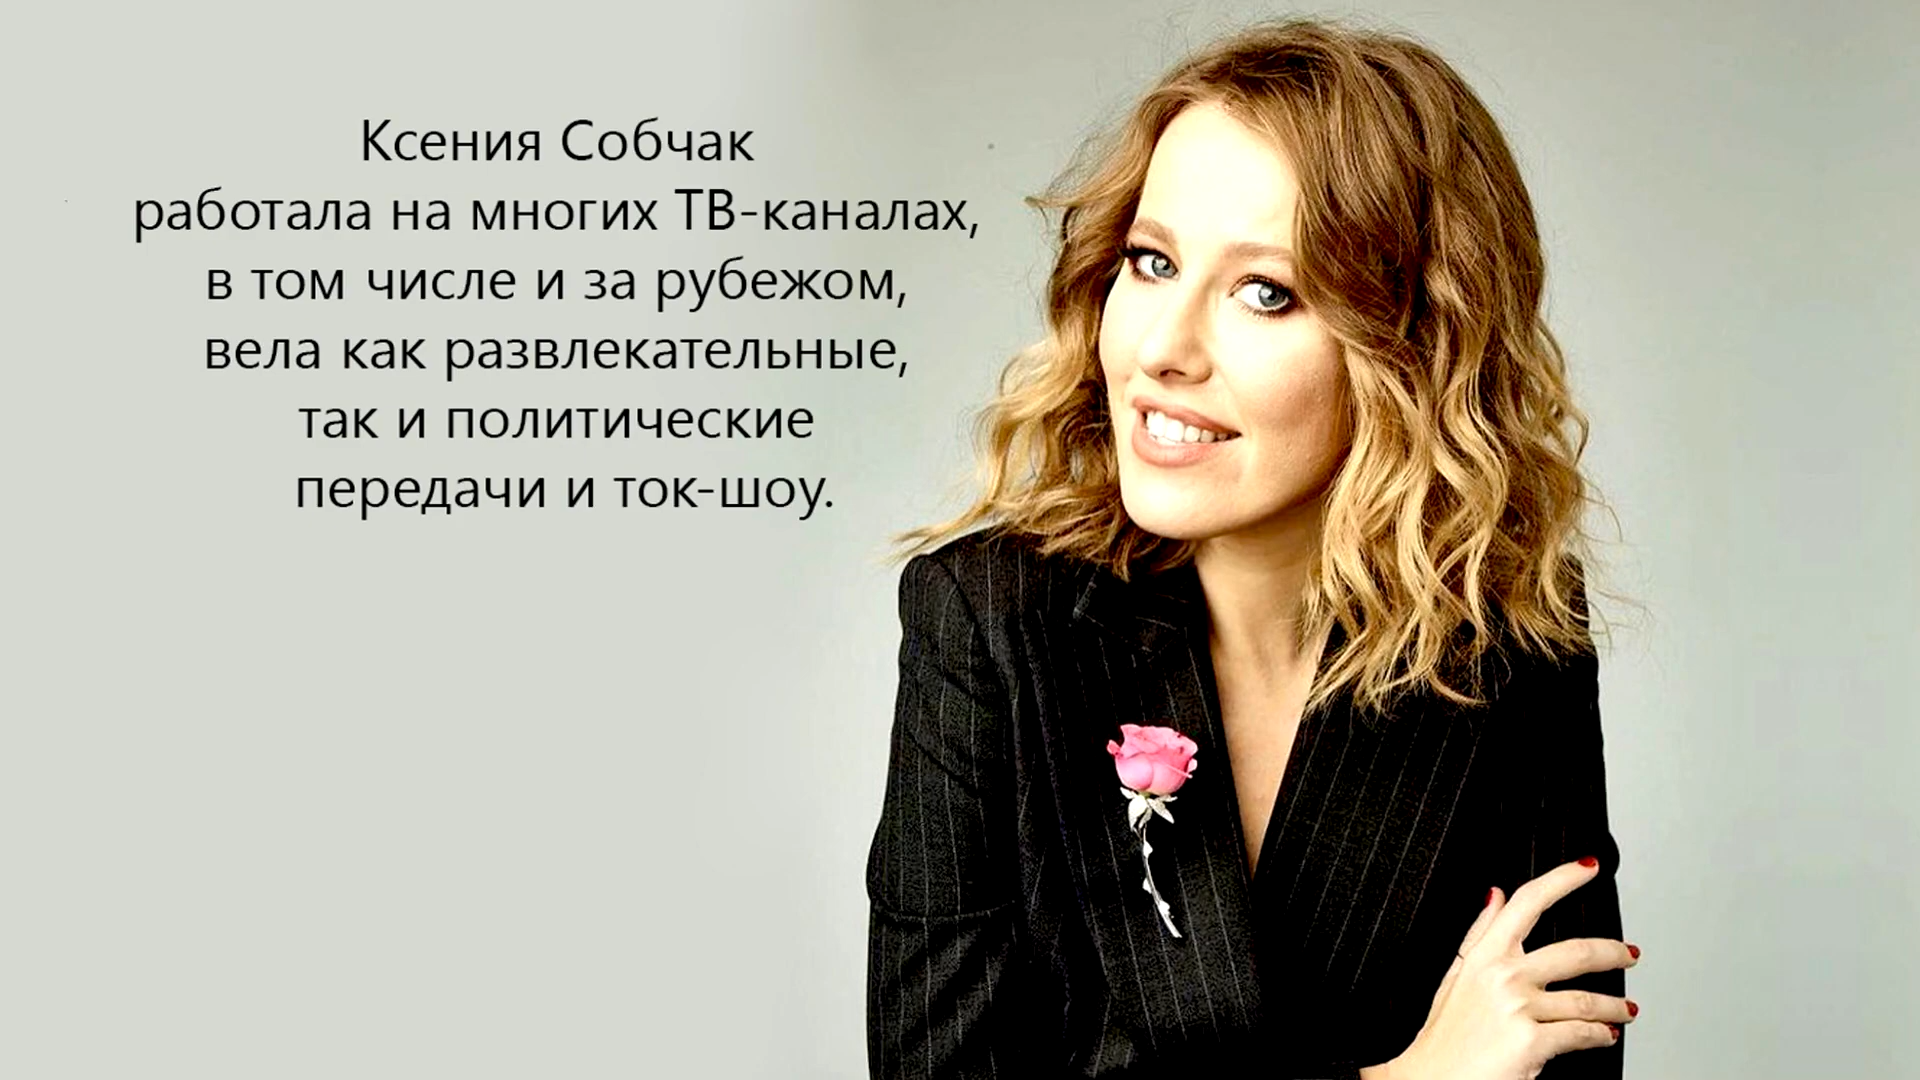 Ксения Собчак
работала на многих ТВ-каналах,
в том числе и за рубежом,
вела как развлекательные,
так и политические
передачи и ток-шоу.